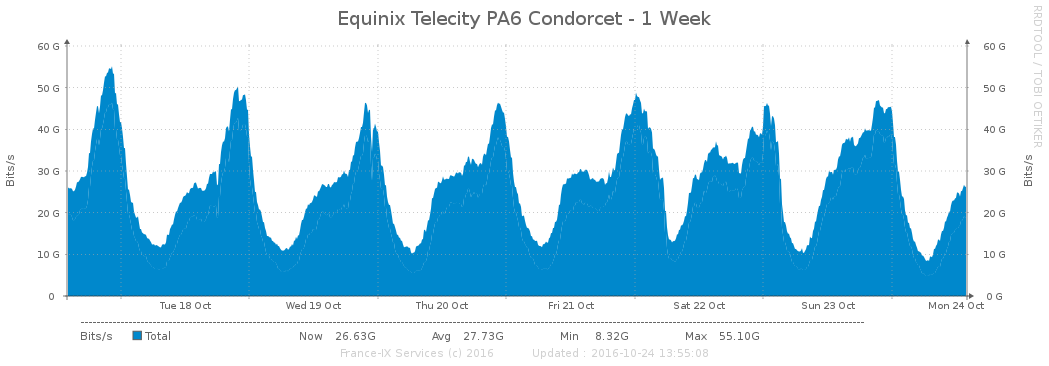 Equinix Telecity PA6 Condorcet - 1 Week
RRDTOOL / TOBI OETIKER
Bits/s
60 G
50 G
40 G
30 G
20 G
10 G
0
60 G
50 G
40 G
30 G
20 G
10 G
0 G
Bits/s
Tue 18 Oct Wed 19 Oct Thu 20 Oct Fri 21 Oct Sat 22 Oct Sun 23 Oct Mon 24 Oct
Bits/s Total Now 26.63G Avg 27.73G Min 8.32G Max 55.10G
France-IX Services (c) 2016 Updated : 2016-10-24 13:55:08